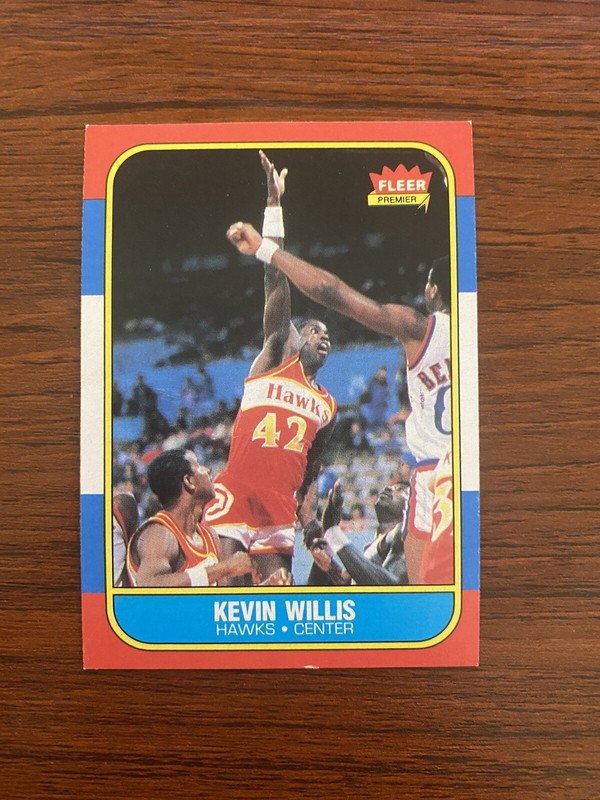 FLEER
PREMIER
Hawks
42
KEVIN WILLIS
HAWKS • CENTER